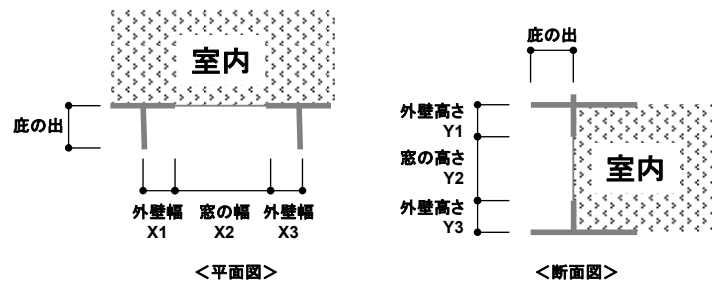 室内
庇の出
外壁幅 窓の幅 外壁幅
X1 X2 X3
＜平面図＞
庇の出
外壁高さ
Y1
窓の高さ
Y2
外壁高さ
Y3
室内
＜断面図＞